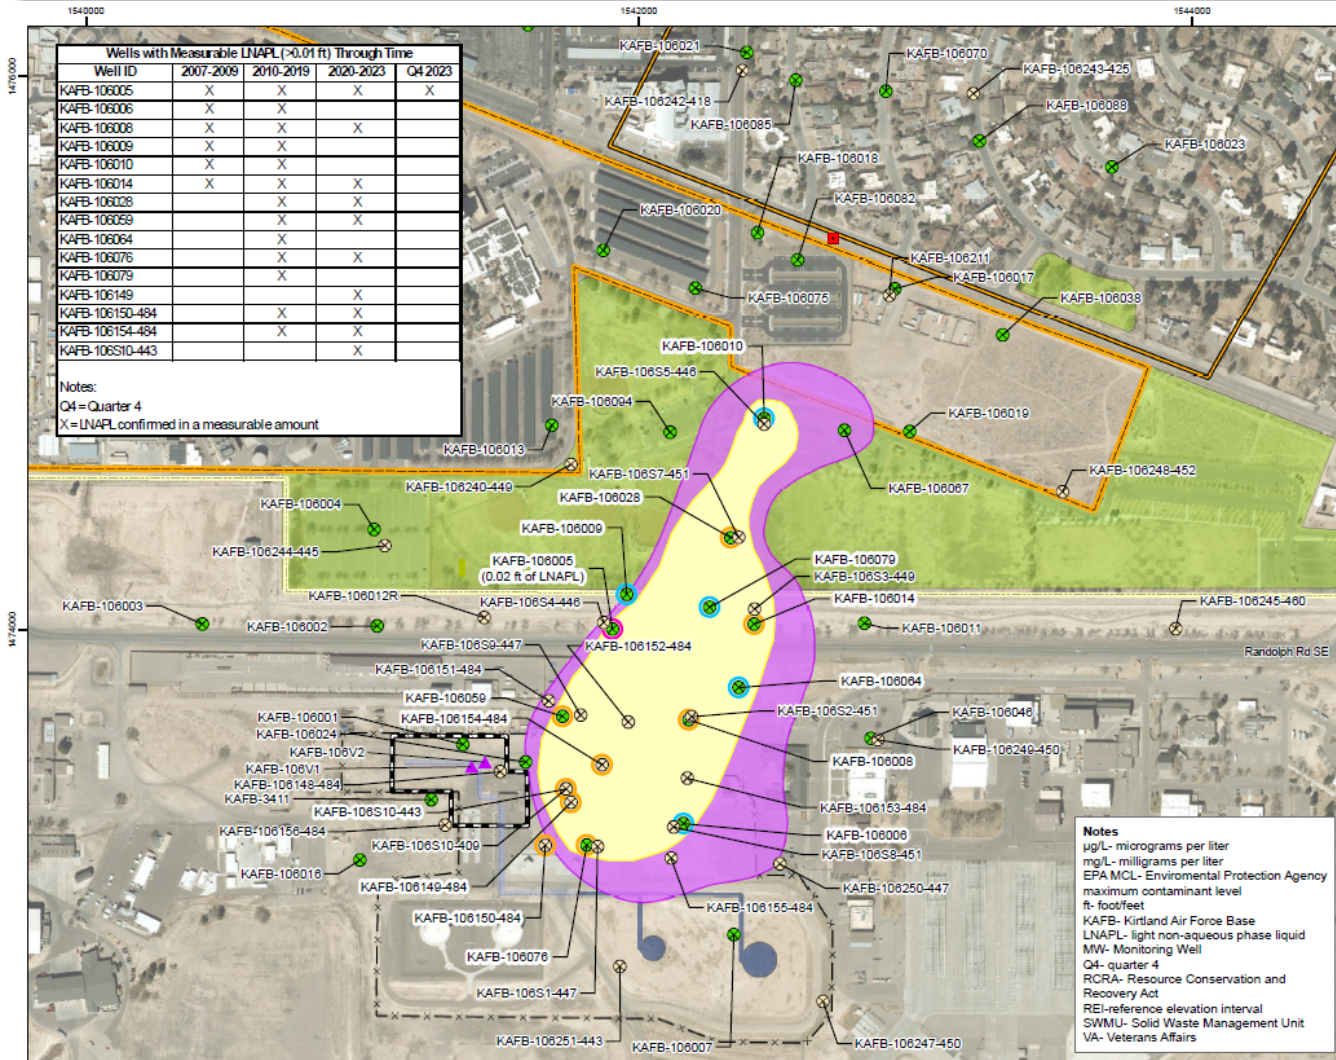 1540000
1542000
1544000
1476000
1474000
Wells with Measurable LNAPL (>0.01 ft) Through Time
Well ID 2007-2009 2010-2019 2020-2023 Q4 2023
KAFB-106005 X X X X
KAFB-106006 X X
KAFB-106008 X X X
KAFB-106009 X X
KAFB-106010 X X
KAFB-106014 X X X
KAFB-106028 X X
KAFB-106059 X X
KAFB-106064 X
KAFB-106076 X X
KAFB-106079 X
KAFB-106149 X
KAFB-106150-484 X X
KAFB-106154-484 X X
KAFB-106S10-443 X
Notes:
Q4 = Quarter 4
X = LNAPL confirmed in a measurable amount
KAFB-106021
KAFB-106070
KAFB-106243-425
KAFB-106242-418
KAFB-106088
KAFB-106085
KAFB-106023
KAFB-106018
KAFB-106082
KAFB-106020
KAFB-106211
KAFB-106017
KAFB-106075
KAFB-106038
KAFB-106010
KAFB-106S5-446
KAFB-106094
KAFB-106019
KAFB-106013
KAFB-106240-449
KAFB-106S7-451
KAFB-106248-452
KAFB-106067
KAFB-106028
KAFB-106004
KAFB-106009
KAFB-106244-445
KAFB-106005
(0.02 ft of LNAPL)
KAFB-106079
KAFB-106S3-449
KAFB-106012R
KAFB-106S4-446
KAFB-106014
KAFB-106003
KAFB-106002
KAFB-106011
KAFB-106245-460
KAFB-106S9-447
KAFB-106152-484
Randolph Rd SE
KAFB-106151-484
KAFB-106064
KAFB-106059
KAFB-106001
KAFB-106154-484
KAFB-106S2-451
KAFB-106046
KAFB-106024
KAFB-106249-450
KAFB-106V2
KAFB-106008
KAFB-106V1
KAFB-106148-484
KAFB-3411
KAFB-106S10-443
KAFB-106153-484
KAFB-106156-484
KAFB-106S10-409
KAFB-106006
KAFB-106S8-451
KAFB-106016
KAFB-106149-484
KAFB-106250-447
KAFB-106155-484
KAFB-106150-484
KAFB-106076
KAFB-106S1-447
KAFB-106251-443
KAFB-106007
KAFB-106247-450
Notes
µg/L- micrograms per liter
mg/L- milligrams per liter
EPA MCL- Enviromental Protection Agency
maximum contaminant level
ft- foot/feet
KAFB- Kirtland Air Force Base
LNAPL- light non-aqueous phase liquid
MW- Monitoring Well
Q4- quarter 4
RCRA- Resource Conservation and
Recovery Act
REI-reference elevation interval
SWMU- Solid Waste Management Unit
VA- Veterans Affairs